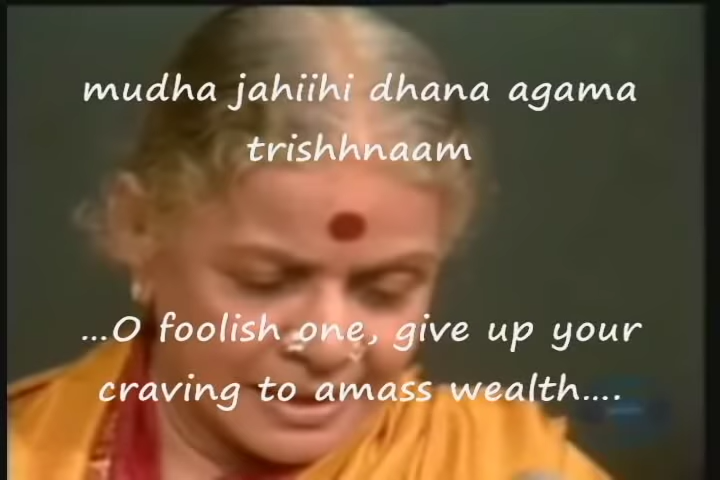 mudha jahiihi dhana agama
trishhnaam
...O foolish one, give up your
craving to amass wealth....